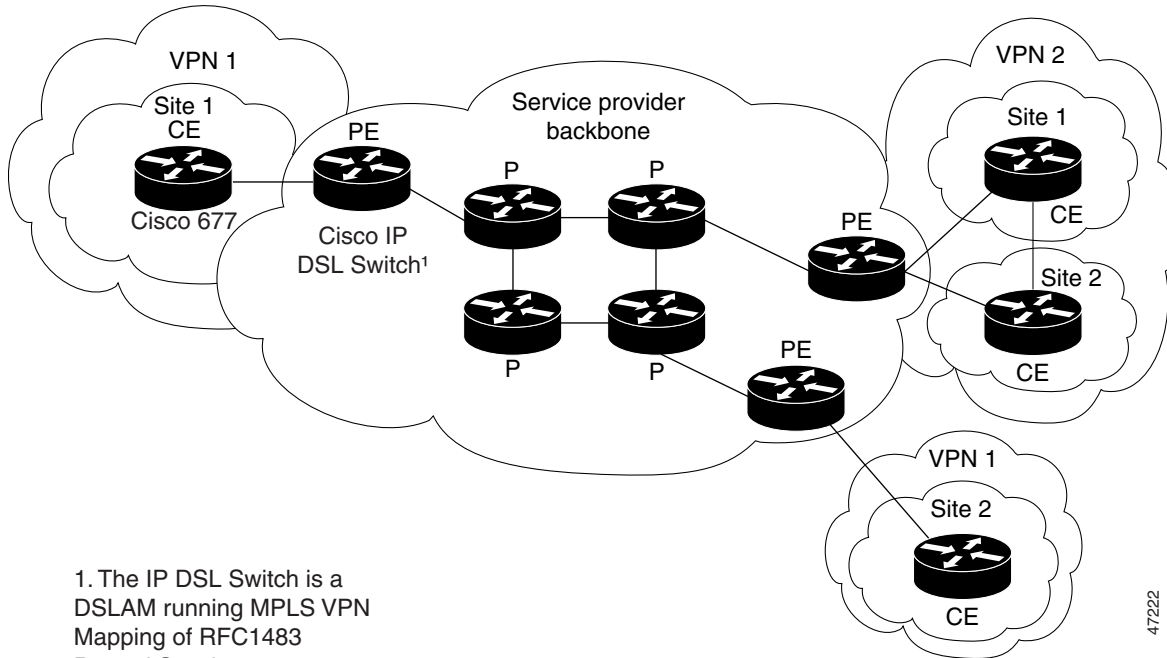 VPN 1
Site 1
CE
Cisco 677
PE
Cisco IP
DSL Switch¹
Service provider
backbone
P
P
P
P
PE
PE
VPN 2
Site 1
CE
Site 2
CE
VPN 1
Site 2
CE
1. The IP DSL Switch is a
DSLAM running MPLS VPN
Mapping of RFC1483
47222